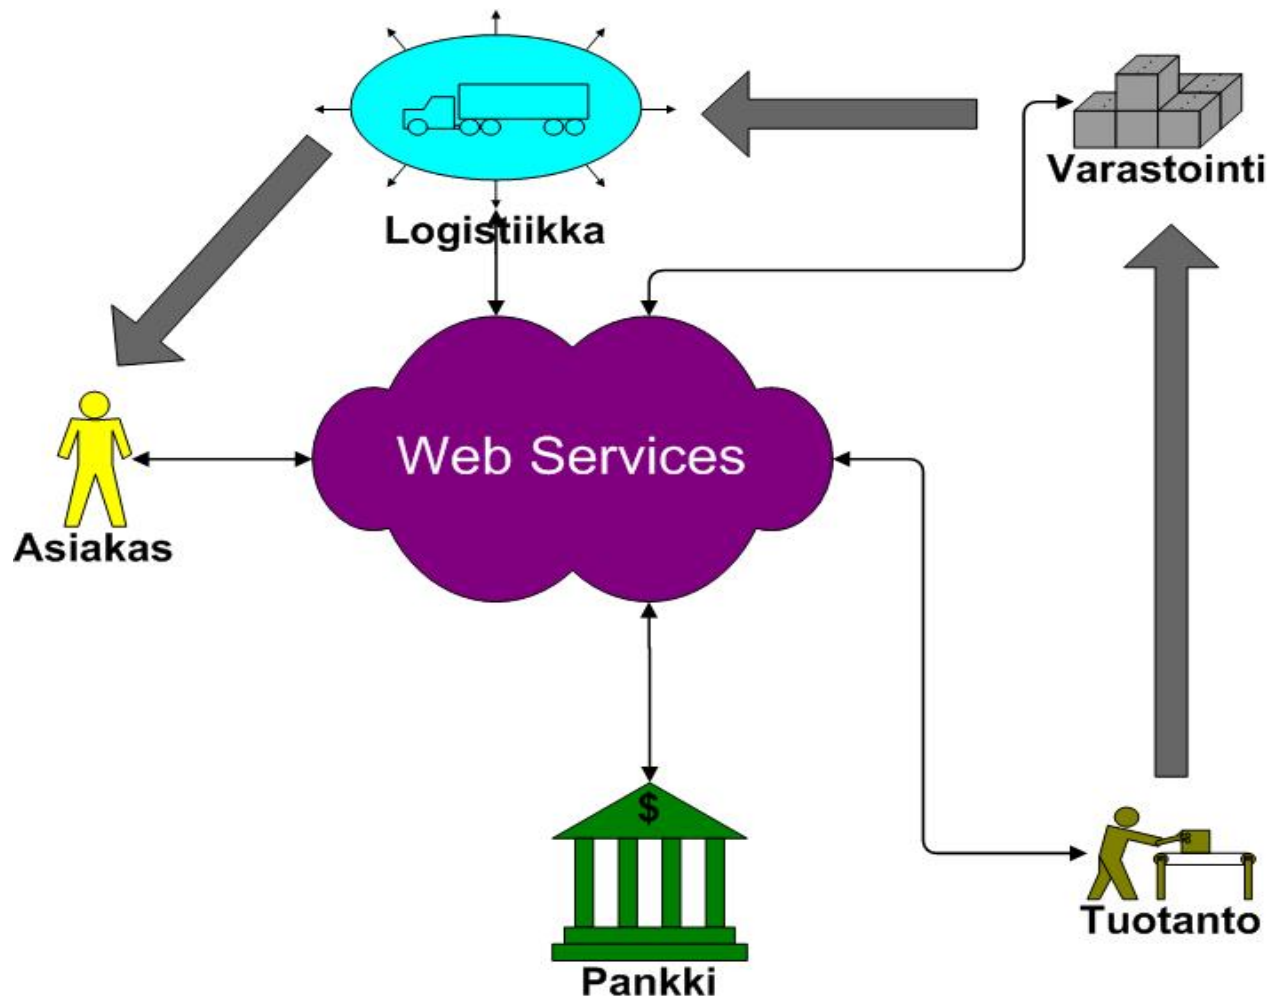 Varastointi
Logistiikka
Web Services
Asiakas
$
Tuotanto
Pankki